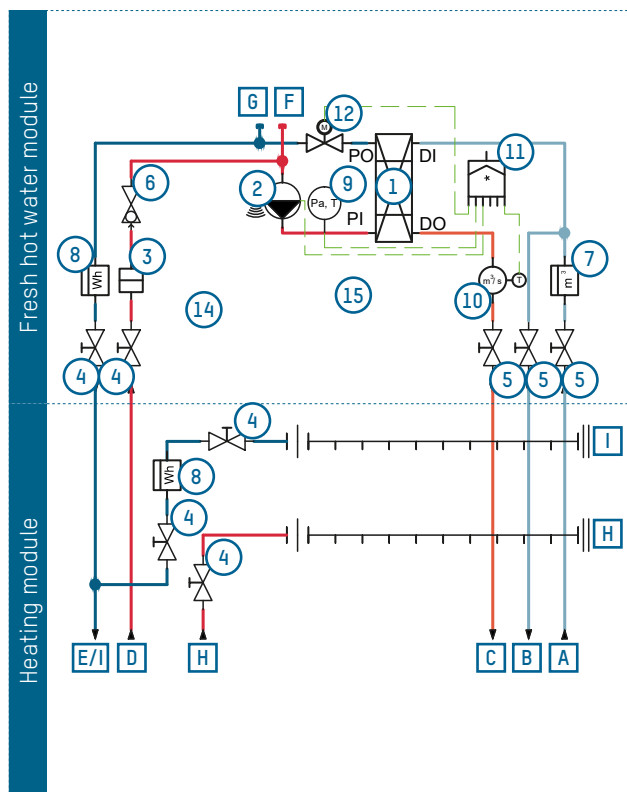 Fresh hot water module
G
F
12
M
PO
DI
11
*
6
2
9
Pa, T
1
PI
DO
8
Wh
3
10
m³/s
T
7
m³
14
15
4
4
5
5
5
Heating module
4
I
Wh
8
4
4
H
E/I
D
H
C
B
A